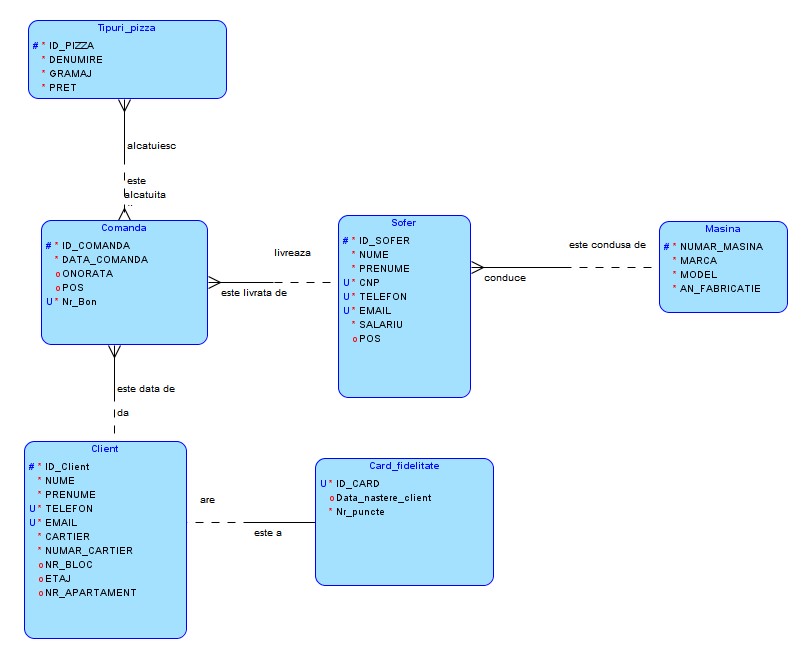 Tipuri_pizza
# * ID_PIZZA
* DENUMIRE
* GRAMAJ
* PRET
alcatuiesc
este
alcatuita
Comanda
# * ID_COMANDA
* DATA_COMANDA
o ONORATA
o POS
U * Nr_Bon
livreaza
este livrata de
Sofer
# * ID_SOFER
* NUME
* PRENUME
U * CNP
U * TELEFON
U * EMAIL
* SALARIU
o POS
este condusa de
conduce
Masina
# * NUMAR_MASINA
* MARCA
* MODEL
* AN_FABRICATIE
este data de
da
Client
# * ID_Client
* NUME
* PRENUME
U * TELEFON
U * EMAIL
* CARTIER
* NUMAR_CARTIER
o NR_BLOC
o ETAJ
o NR_APARTAMENT
are
este a
Card_fidelitate
U * ID_CARD
o Data_nastere_client
* Nr_puncte